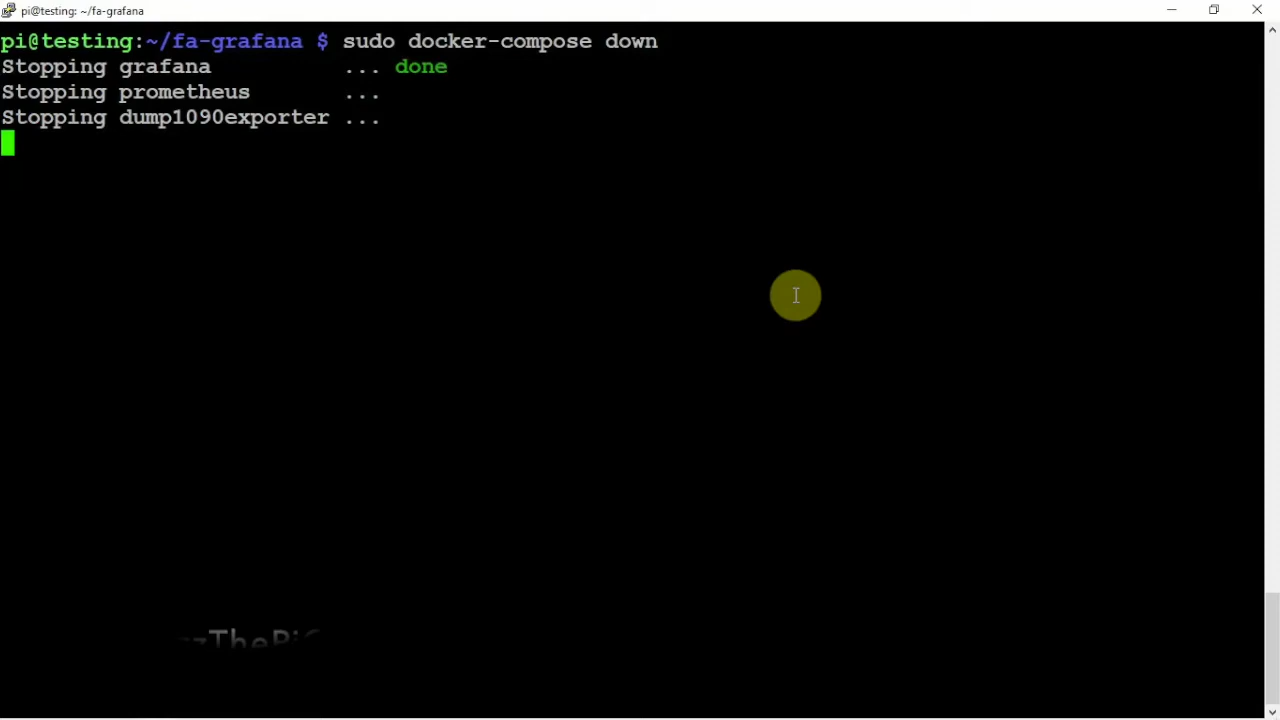 pi@testing: ~/fa-grafana
pi@testing:~/fa-grafana $ sudo docker-compose down
Stopping grafana ... done
Stopping prometheus ...
Stopping dump1090exporter ...